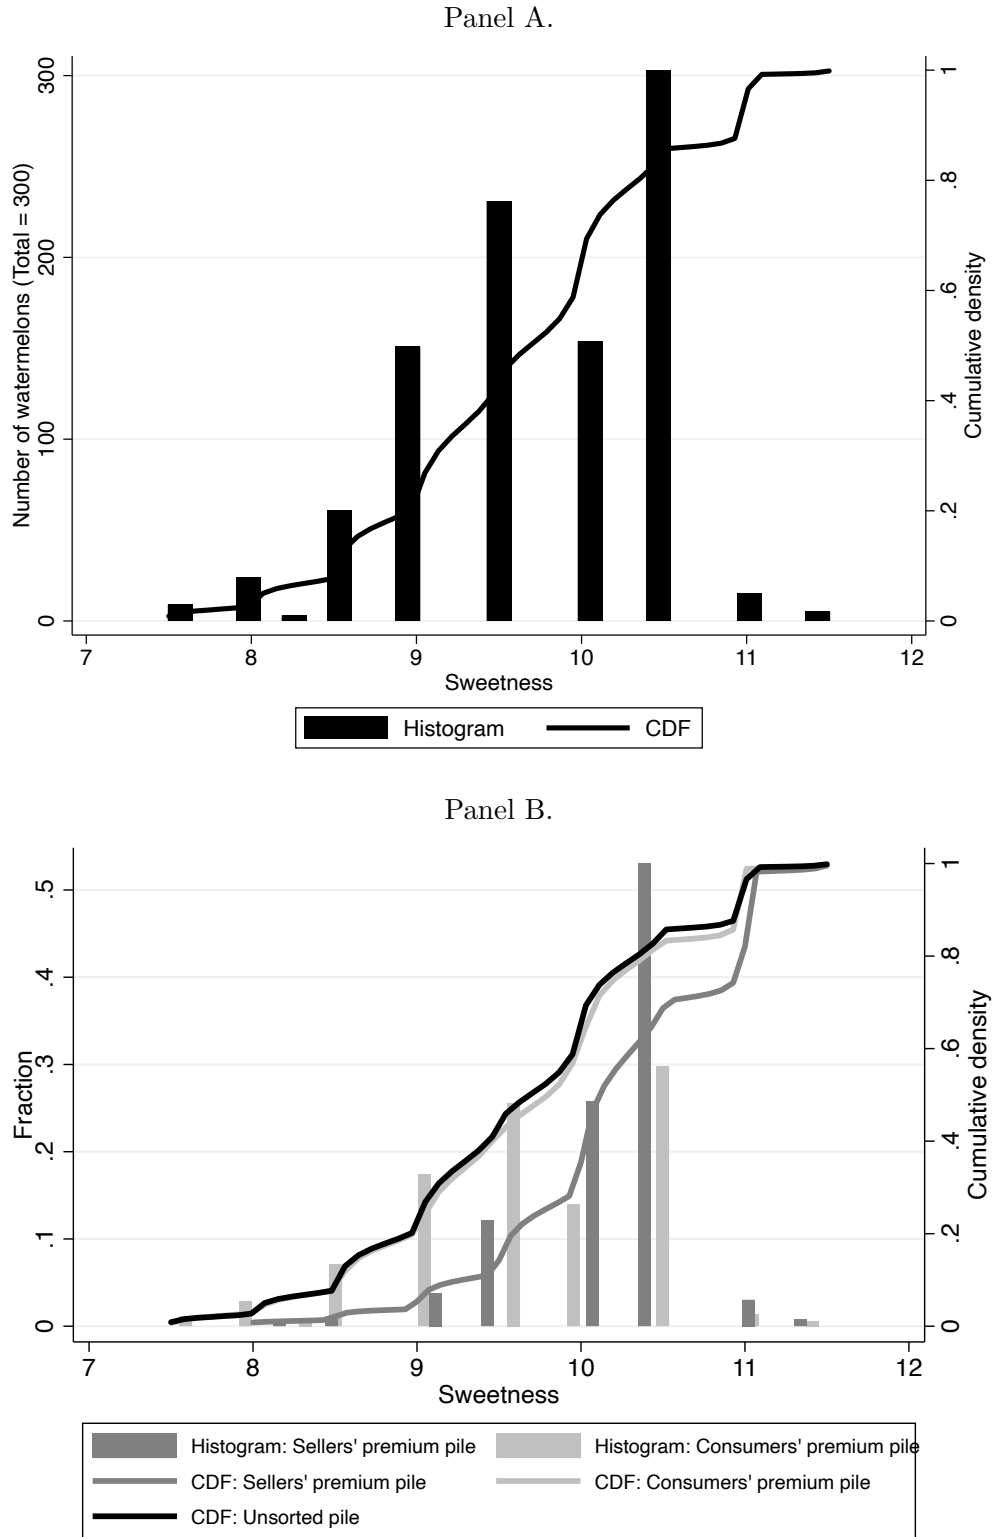 Panel A.
Number of watermelons (Total = 300)
300
200
100
0
1
.8
.6
.4
.2
0
Cumulative density
7 8 9 10 11 12
Sweetness
Histogram CDF
Panel B.
Fraction
.5
.4
.3
.2
.1
0
1
.8
.6
.4
.2
0
Cumulative density
7 8 9 10 11 12
Sweetness
Histogram: Sellers' premium pile Histogram: Consumers' premium pile
CDF: Sellers' premium pile CDF: Consumers' premium pile
CDF: Unsorted pile